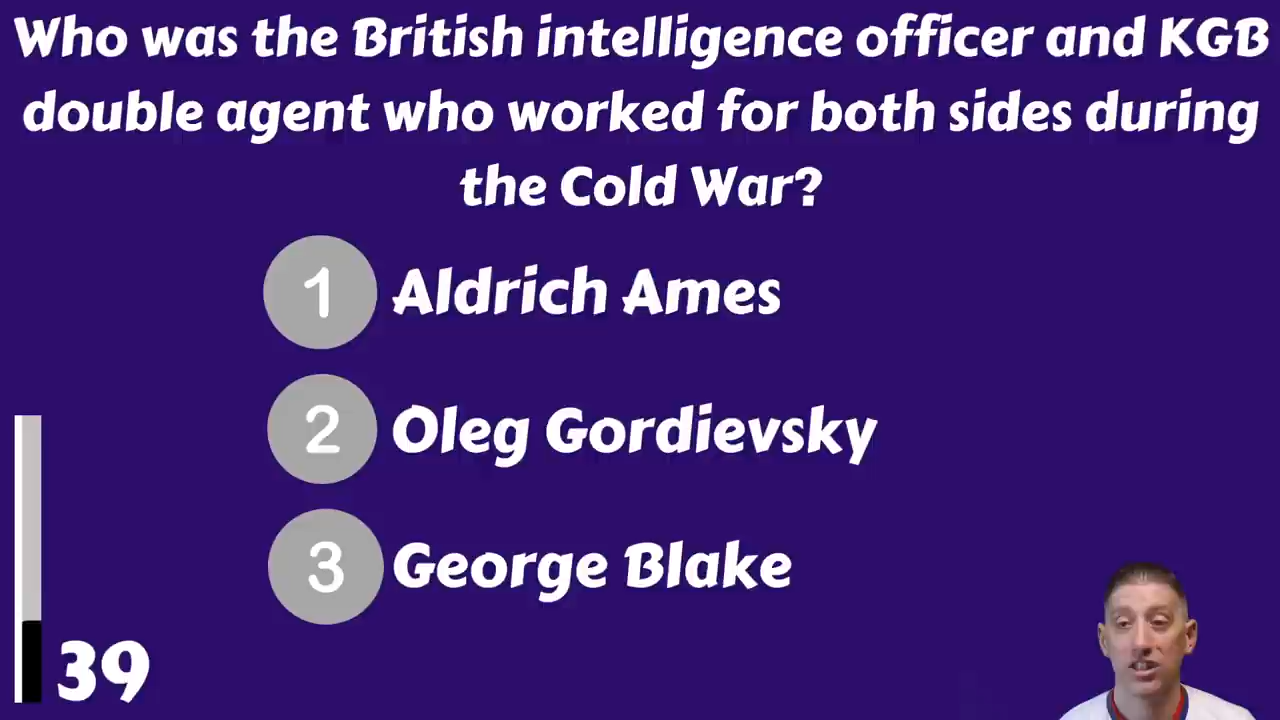 Who was the British intelligence officer and KGB
double agent who worked for both sides during
the Cold War?
1 Aldrich Ames
2 Oleg Gordievsky
3 George Blake
39